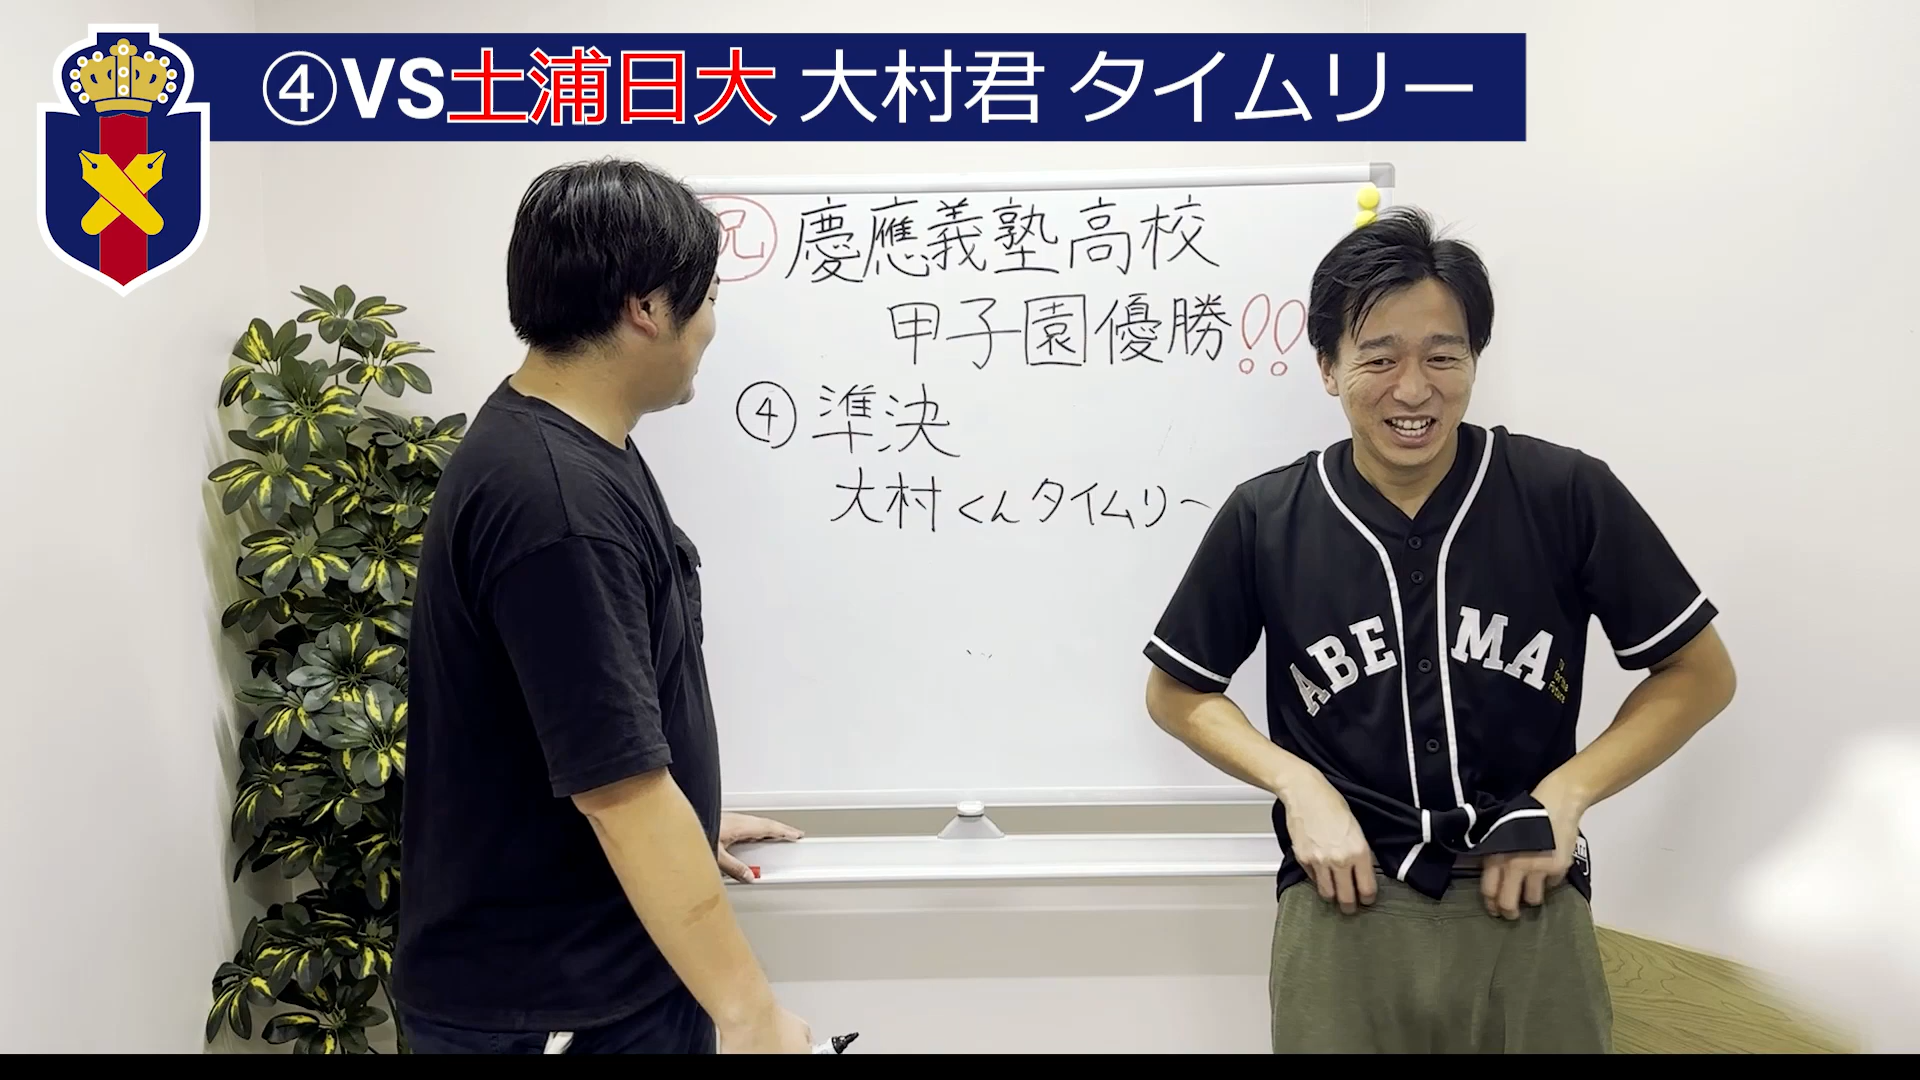 ④VS土浦日大 大村君 タイムリー
祝 慶應義塾高校
甲子園優勝!!
④ 準決
大村くんタイムリー
ABEMA